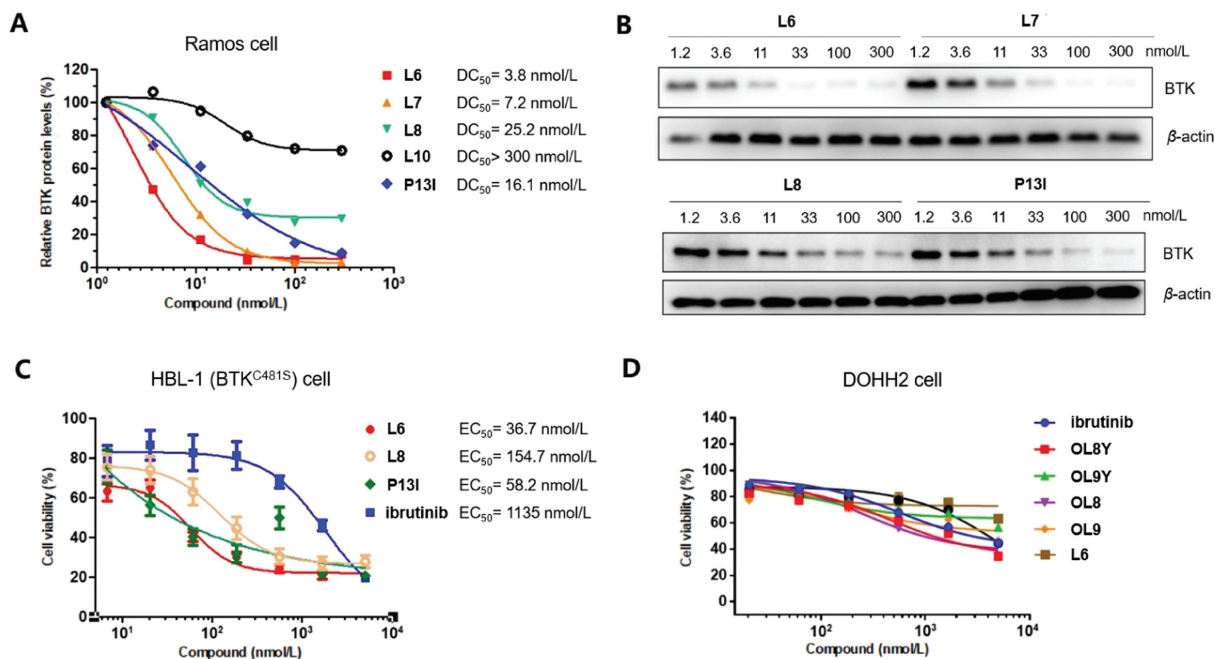 A
Ramos cell
Relative BTK protein levels (%)
120
100
80
60
40
20
0
10⁰
10¹
10²
10³
Compound (nmol/L)
L6 DC₅₀= 3.8 nmol/L
L7 DC₅₀= 7.2 nmol/L
L8 DC₅₀= 25.2 nmol/L
L10 DC₅₀> 300 nmol/L
P13I DC₅₀= 16.1 nmol/L
B
L6 L7
1.2 3.6 11 33 100 300 1.2 3.6 11 33 100 300 nmol/L
BTK
β-actin
L8 P13I
1.2 3.6 11 33 100 300 1.2 3.6 11 33 100 300 nmol/L
BTK
β-actin
C
HBL-1 (BTK^C481S) cell
Cell viability (%)
100
80
60
40
20
0
10¹
10²
10³
10⁴
Compound (nmol/L)
L6 EC₅₀= 36.7 nmol/L
L8 EC₅₀= 154.7 nmol/L
P13I EC₅₀= 58.2 nmol/L
ibrutinib EC₅₀= 1135 nmol/L
D
DOHH2 cell
Cell viability (%)
140
120
100
80
60
40
20
0
10²
10³
10⁴
Compound (nmol/L)
ibrutinib
OL8Y
OL9Y
OL8
OL9
L6